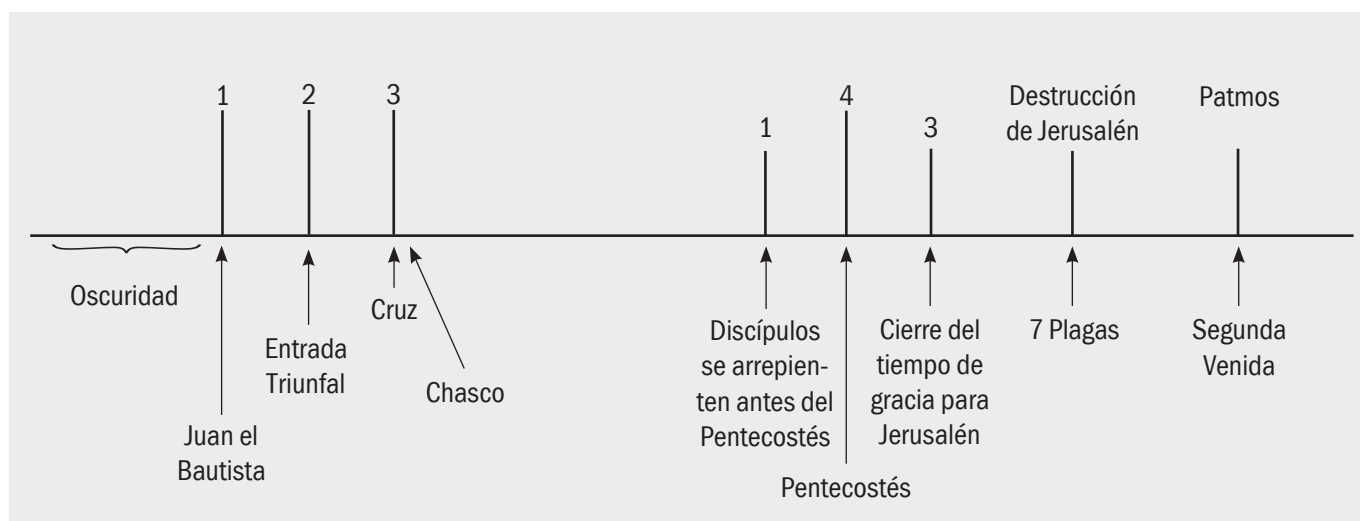 1
2
3
1
4
3
Destrucción
de Jerusalén
Patmos
Oscuridad
Juan el
Bautista
Entrada
Triunfal
Cruz
Chasco
Discípulos
se arrepien-
ten antes del
Pentecostés
Pentecostés
Cierre del
tiempo de
gracia para
Jerusalén
7 Plagas
Segunda
Venida